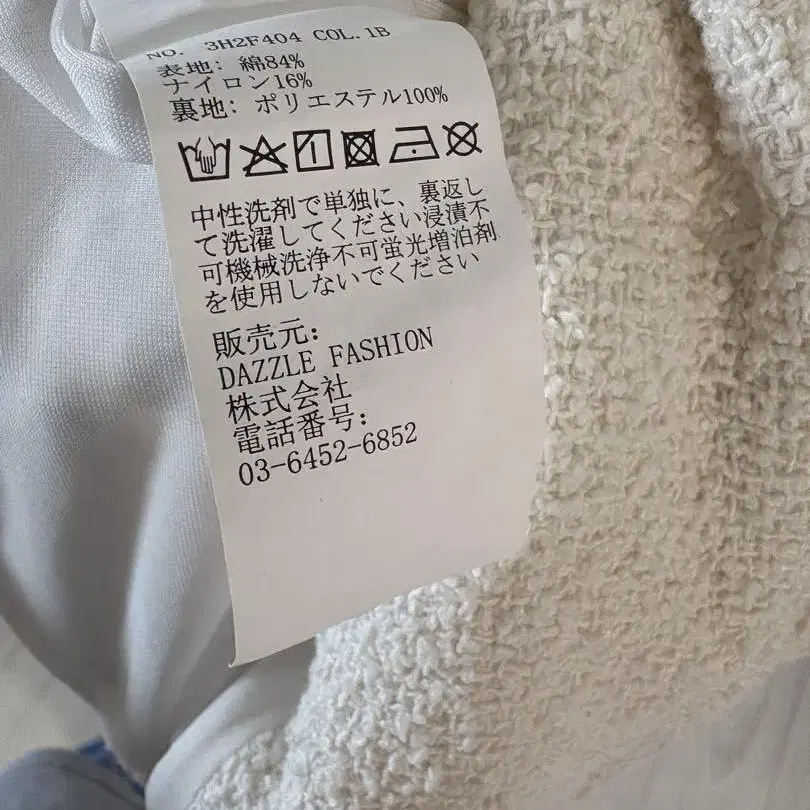 NO. 3H2F404 COL.1B
表地: 綿84%
ナイロン16%
裏地: ポリエステル100%
中性洗剤で単独に、裏返し
て洗濯してください浸漬不
可機械洗浄不可蛍光増泊剤
を使用しないでください
販売元:
DAZZLE FASHION
株式会社
電話番号:
03-6452-6852